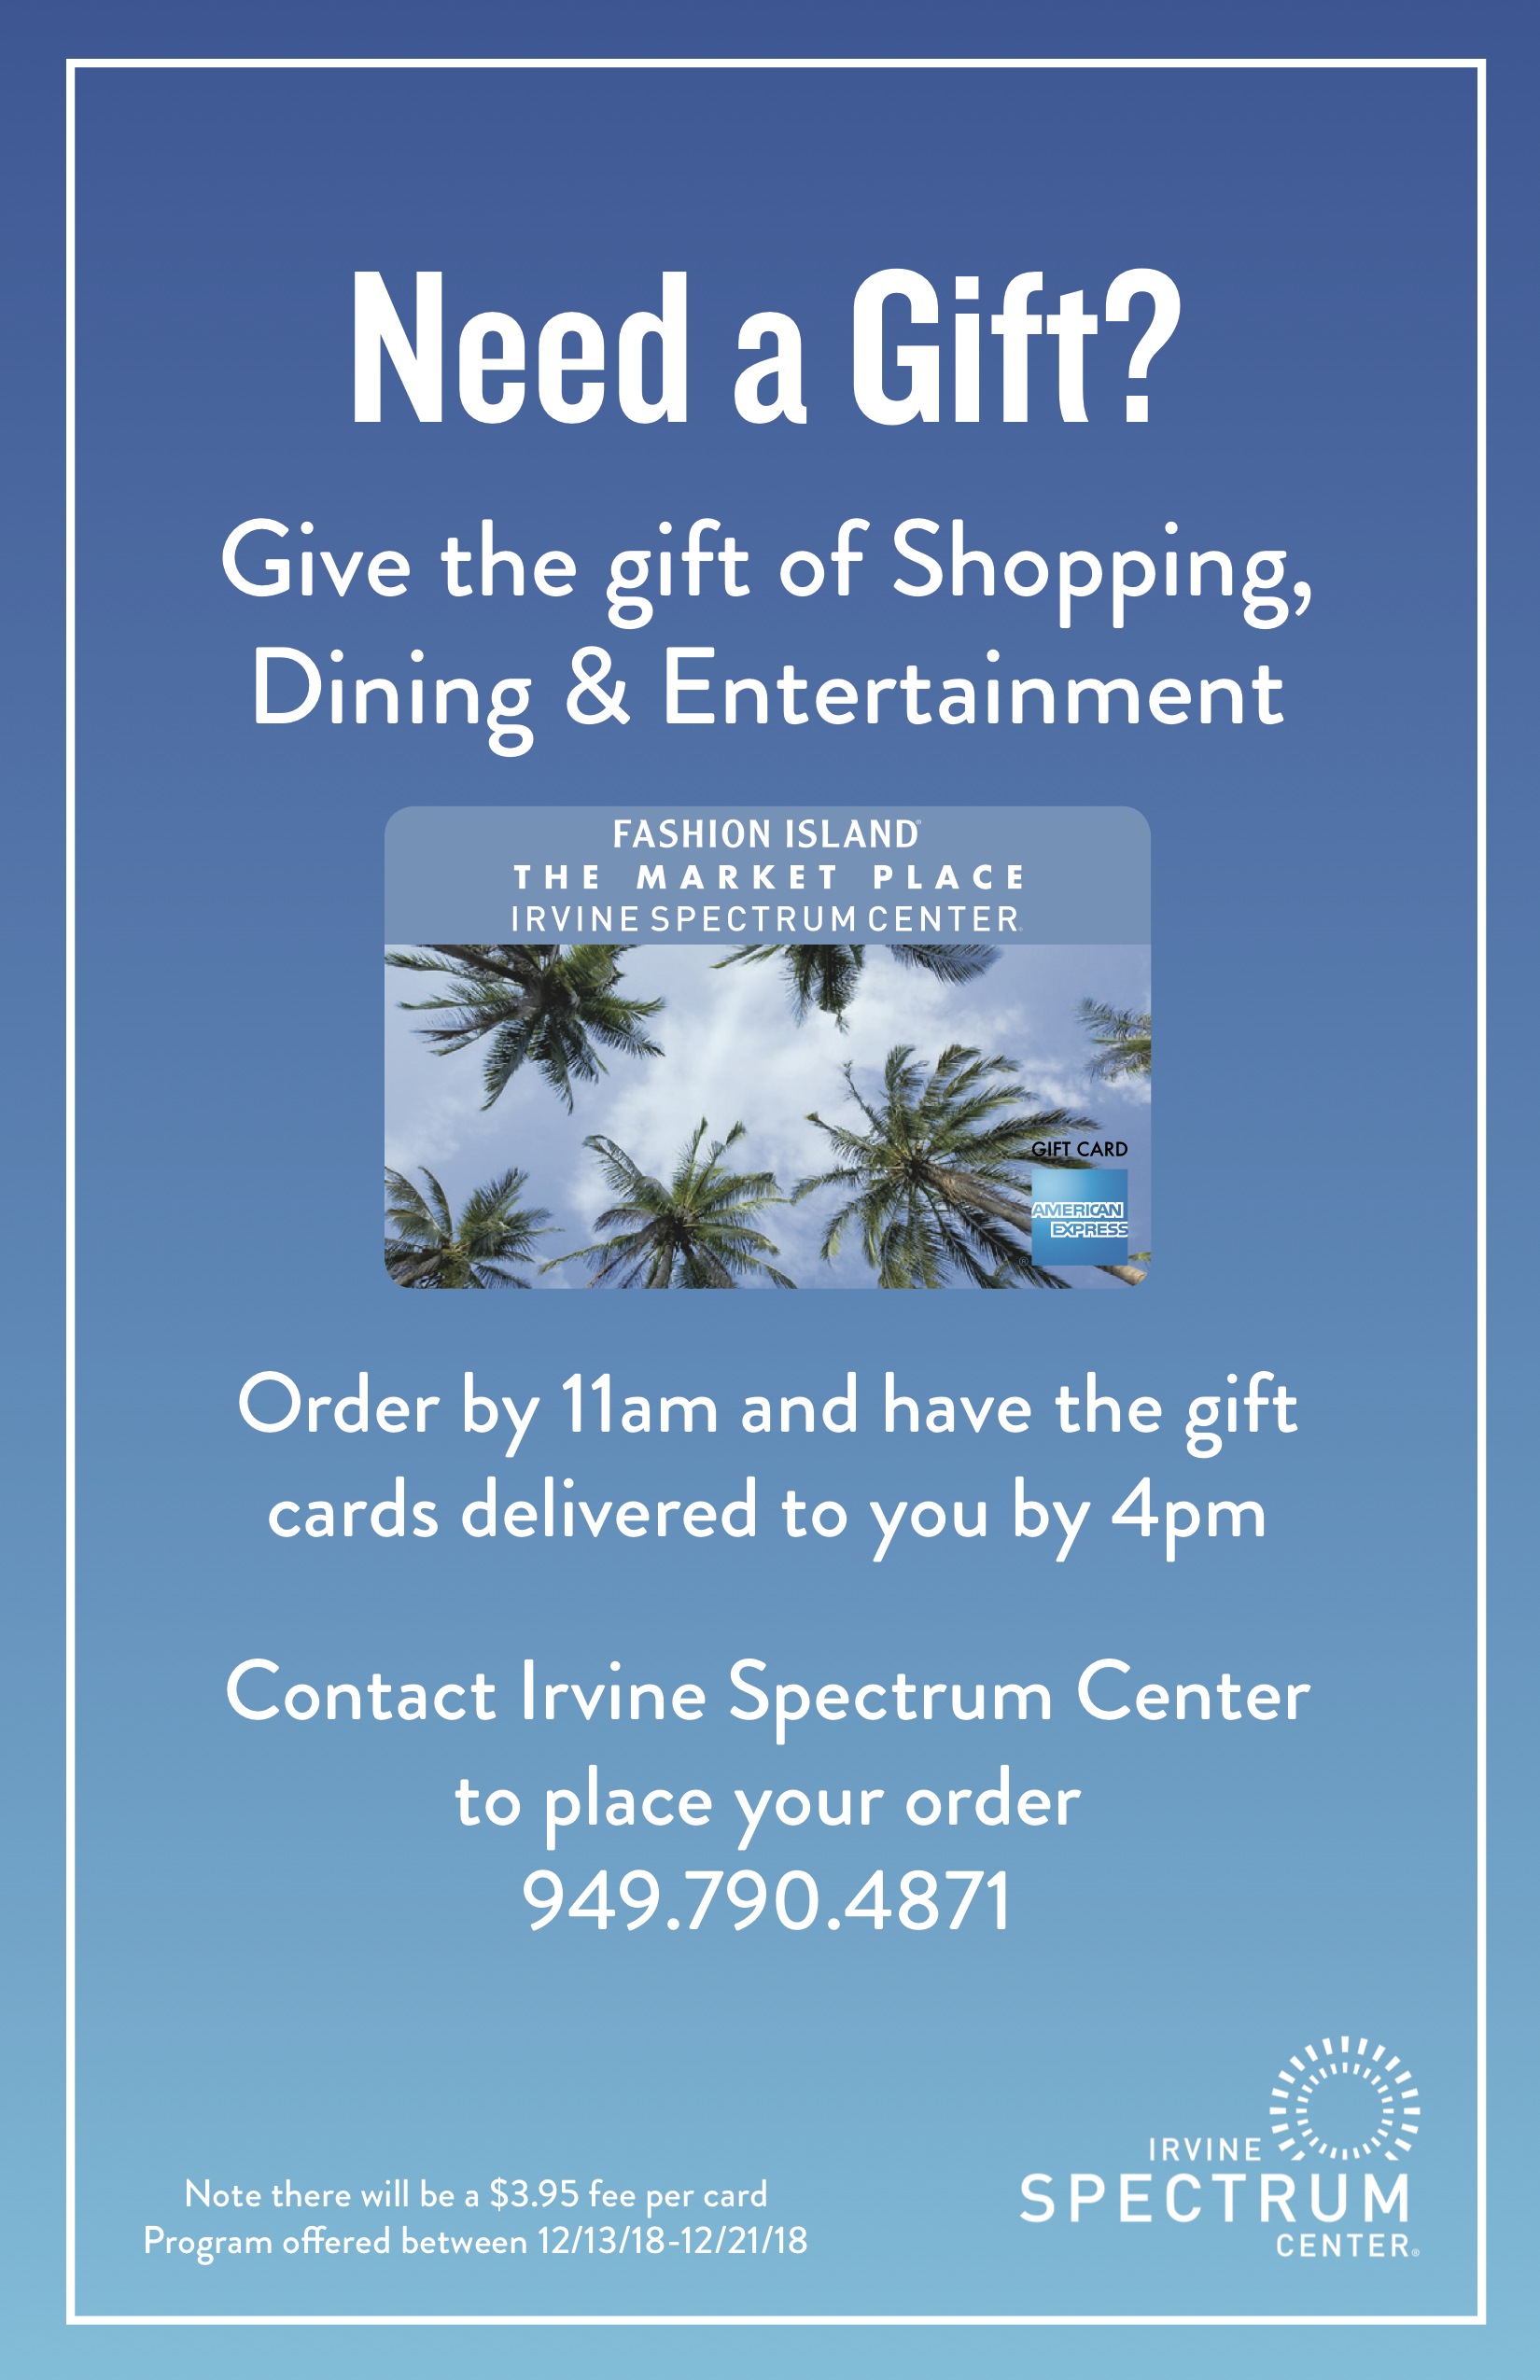 Need a Gift?
Give the gift of Shopping,
Dining & Entertainment
FASHION ISLAND®
THE MARKET PLACE
IRVINE SPECTRUM CENTER®
GIFT CARD
AMERICAN
EXPRESS
®
Order by 11am and have the gift
cards delivered to you by 4pm
Contact Irvine Spectrum Center
to place your order
949.790.4871
IRVINE
SPECTRUM
CENTER®
Note there will be a $3.95 fee per card
Program offered between 12/13/18-12/21/18